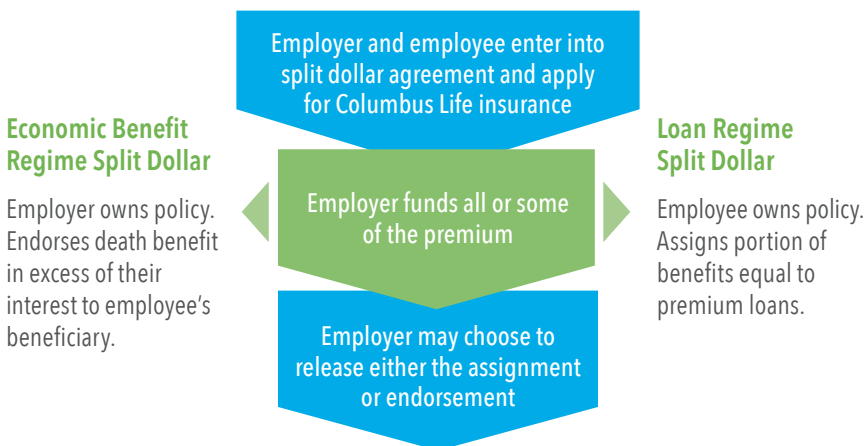 Employer and employee enter into
split dollar agreement and apply
for Columbus Life insurance
Economic Benefit
Regime Split Dollar
Employer owns policy.
Endorses death benefit
in excess of their
interest to employee's
beneficiary.
Employer funds all or some
of the premium
Loan Regime
Split Dollar
Employee owns policy.
Assigns portion of
benefits equal to
premium loans.
Employer may choose to
release either the assignment
or endorsement